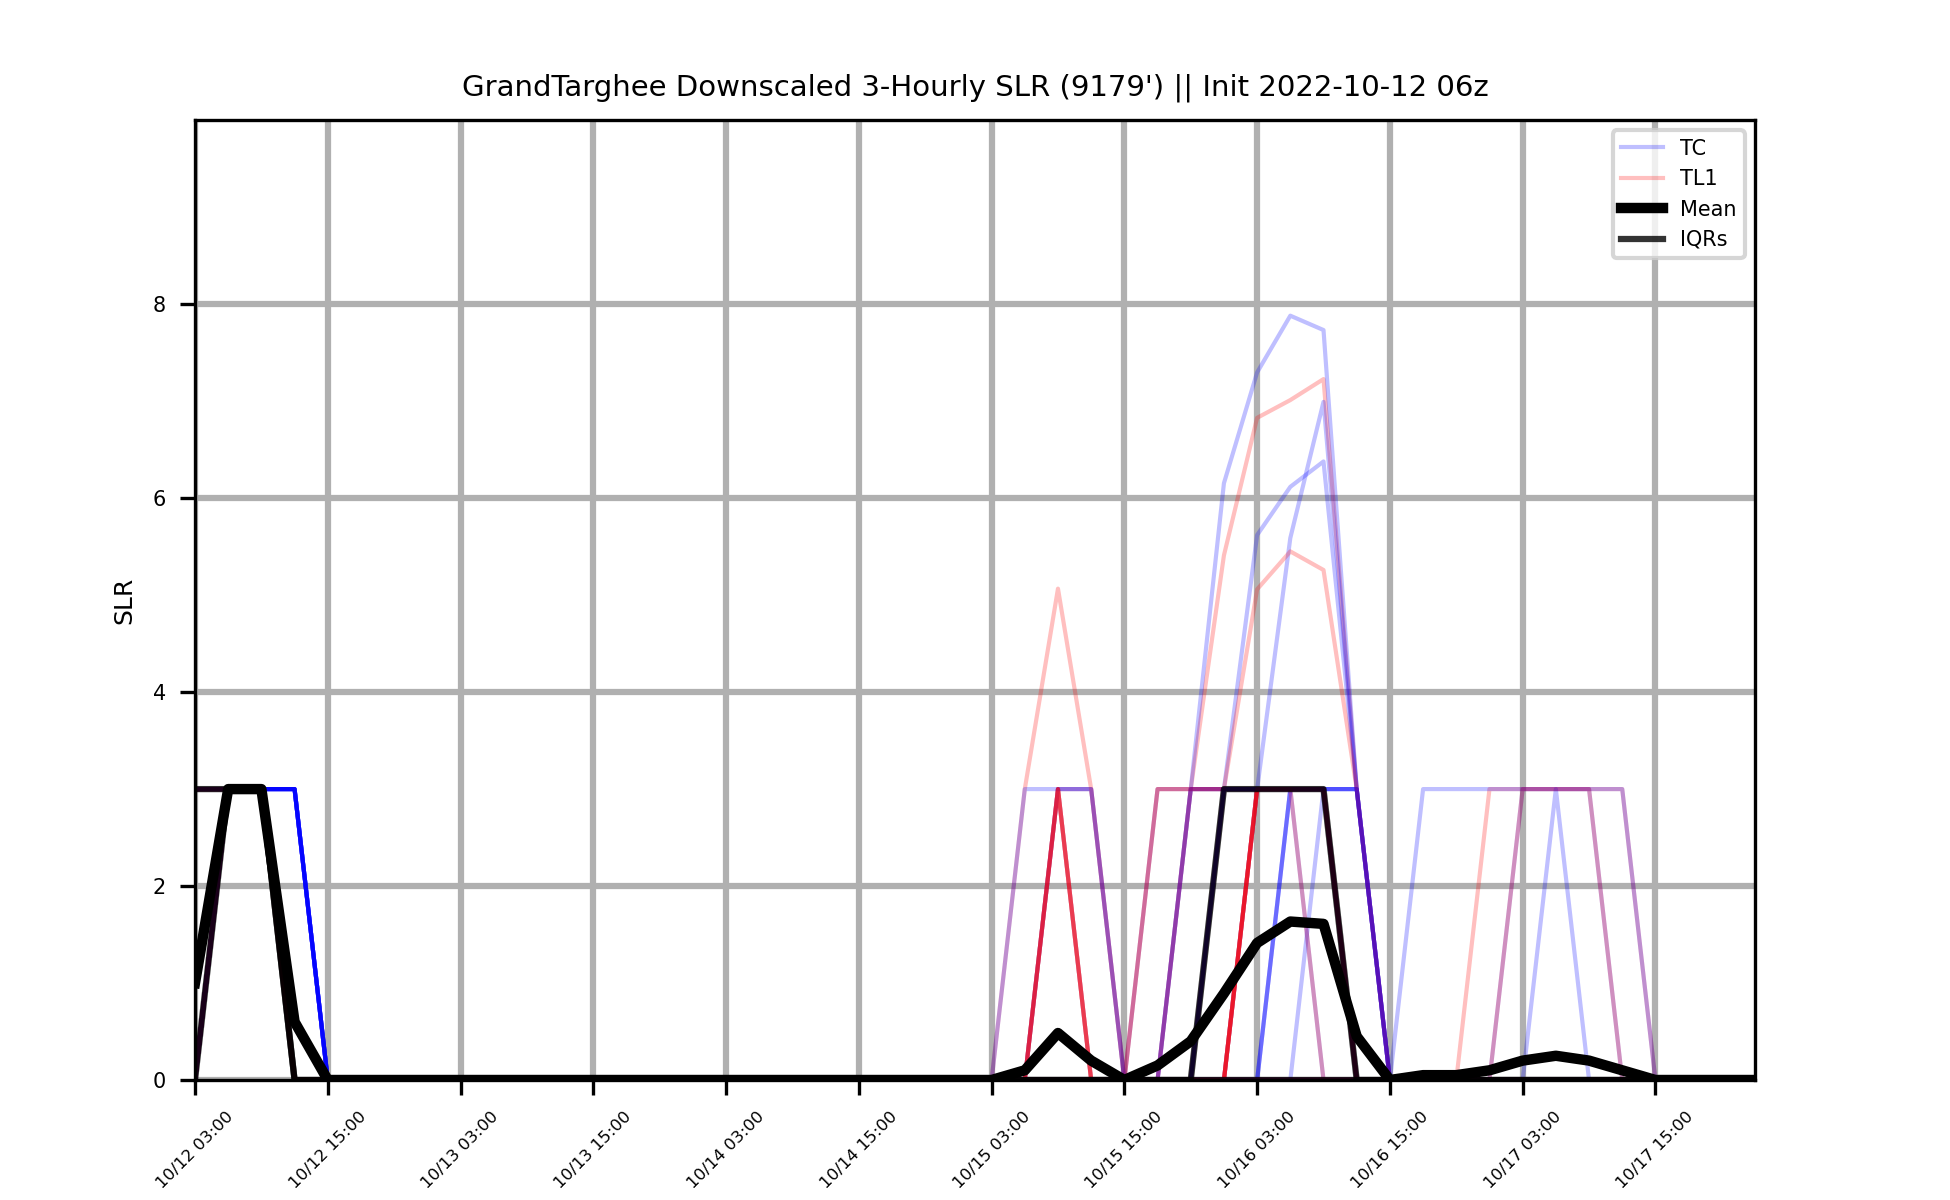 GrandTarghee Downscaled 3-Hourly SLR (9179') || Init 2022-10-12 06z
TC
TL1
Mean
IQRs
8
6
4
2
0
SLR
10/12 03:00
10/12 15:00
10/13 03:00
10/13 15:00
10/14 03:00
10/14 15:00
10/15 03:00
10/15 15:00
10/16 03:00
10/16 15:00
10/17 03:00
10/17 15:00